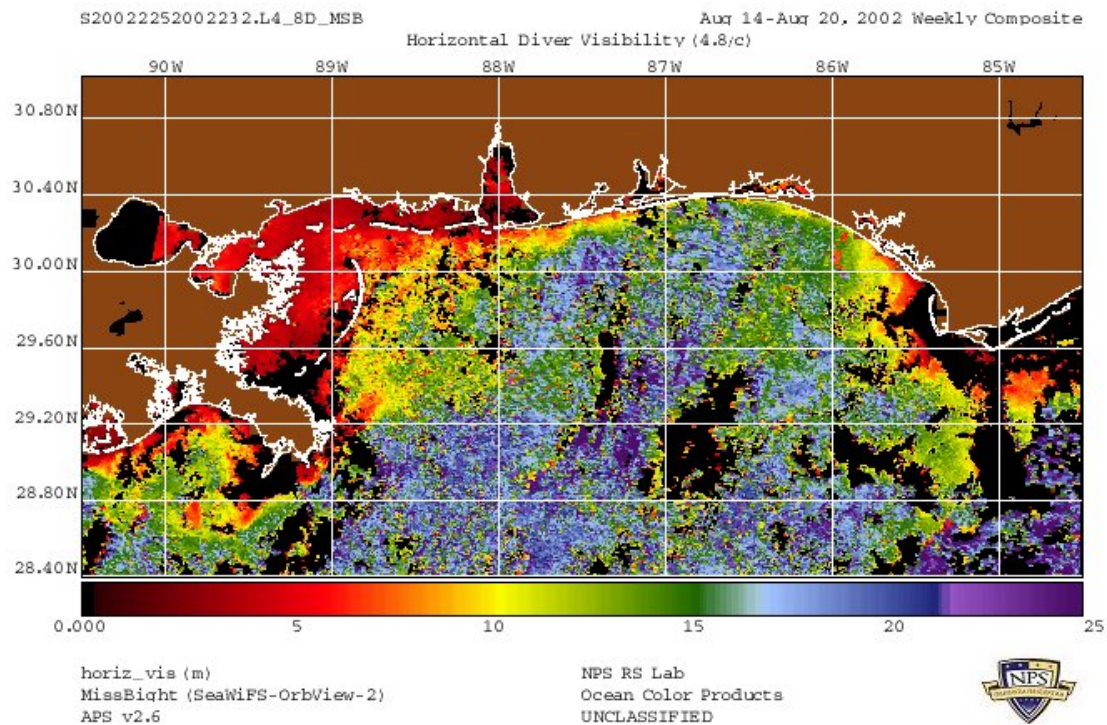 S20022252002232.L4_8D_MSB
Aug 14-Aug 20, 2002 Weekly Composite
Horizontal Diver Visibility (4.8/c)
90W 89W 88W 87W 86W 85W
30.80N
30.40N
30.00N
29.60N
29.20N
28.80N
28.40N
0.000 5 10 15 20 25
horiz_vis (m)
MissBight (SeaWiFS-OrbView-2)
APS v2.6
NPS RS Lab
Ocean Color Products
UNCLASSIFIED
NPS